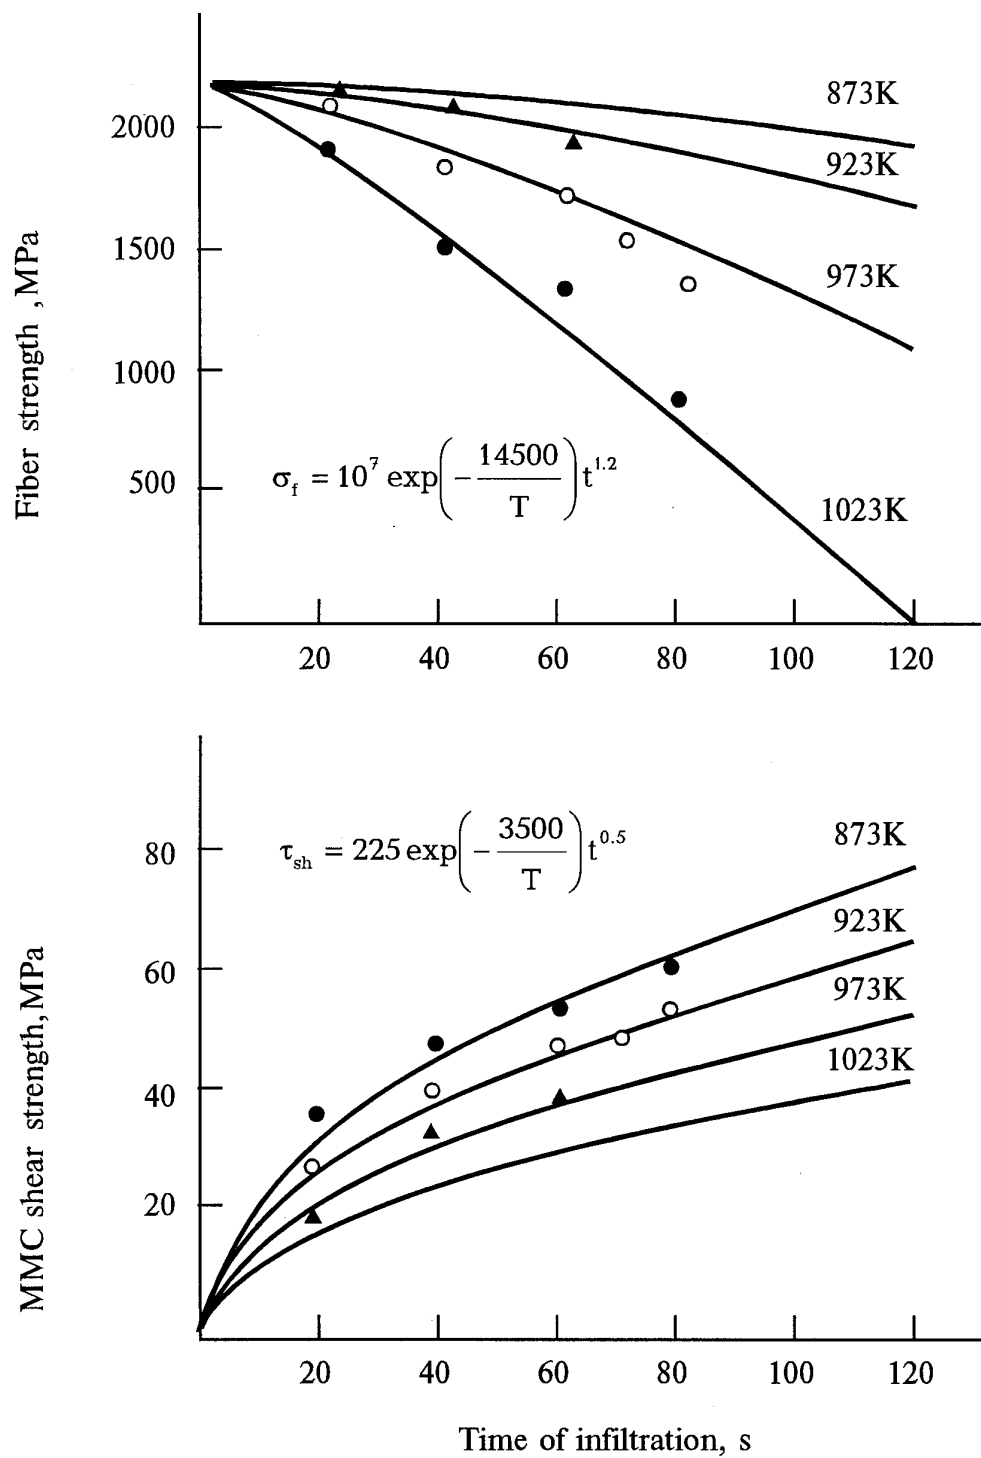 873K
2000
923K
1500
973K
1000
500
σf = 10^7 exp(−14500/T) t^1.2
1023K
20 40 60 80 100 120
Fiber strength ,MPa
873K
80
τsh = 225 exp(−3500/T) t^0.5
923K
60
973K
40
1023K
20
20 40 60 80 100 120
MMC shear strength,MPa
Time of infiltration, s